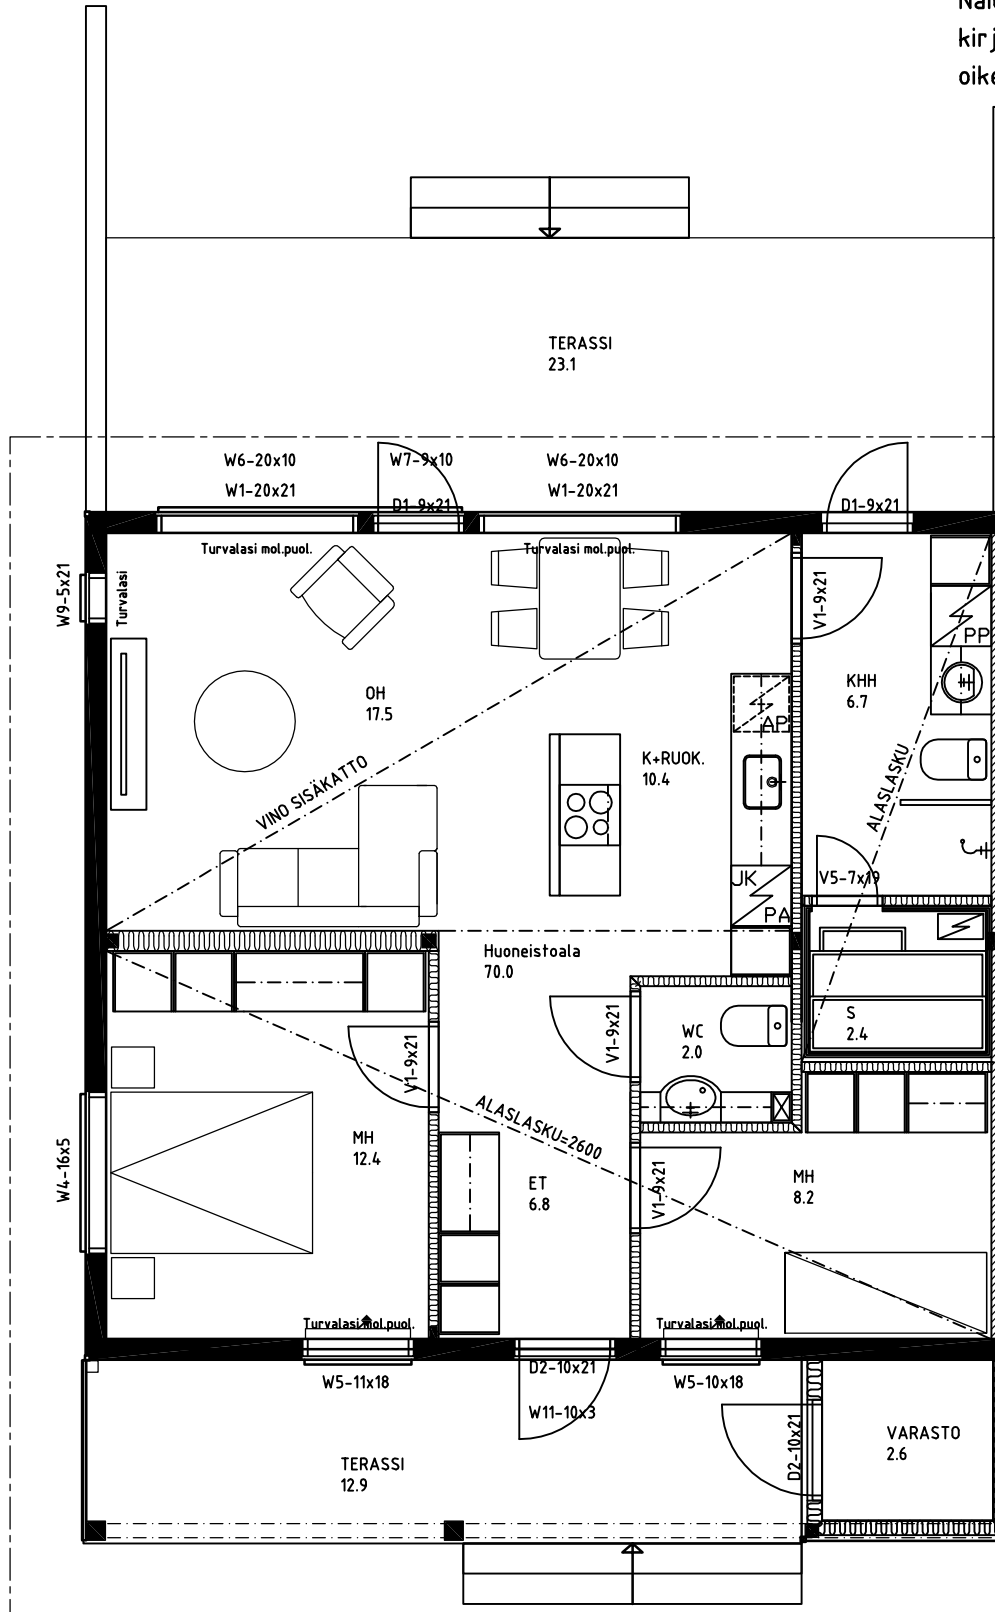 kirj
oike
TERASSI
23.1
W6-20x10
W7-9x10
W6-20x10
W1-20x21
W1-20x21
D1-9x21
D1-9x21
Turvalasi mol.puol.
Turvalasi mol.puol.
W9-5x21
Turvalasi
V1-9x21
PP
OH
17.5
KHH
6.7
AP
K+RUOK.
10.4
VINO SISÄKATTO
ALASLASKU
JK
PA
V5-7x19
Huoneistoala
70.0
S
2.4
WC
2.0
V1-9x21
V1-9x21
ALASLASKU=2600
MH
12.4
W4-16x5
ET
6.8
V1-9x21
MH
8.2
Turvalasi mol.puol.
Turvalasi mol.puol.
W5-11x18
D2-10x21
W5-10x18
W11-10x3
D2-10x21
VARASTO
2.6
TERASSI
12.9